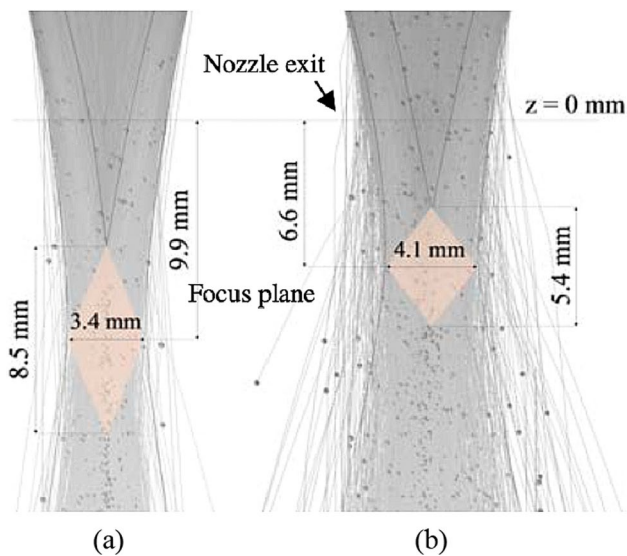 Nozzle exit
z = 0 mm
9.9 mm
6.6 mm
4.1 mm
5.4 mm
Focus plane
3.4 mm
8.5 mm
(a)
(b)